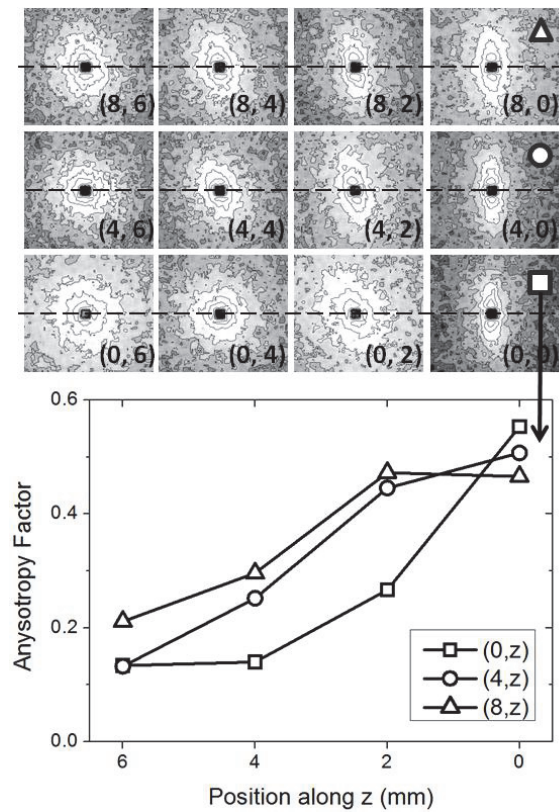 (8, 6) (8, 4) (8, 2) (8, 0)
(4, 6) (4, 4) (4, 2) (4, 0)
(0, 6) (0, 4) (0, 2) (0, 0)
0.6
0.4
0.2
0.0
Anysotropy Factor
(0,z)
(4,z)
(8,z)
6 4 2 0
Position along z (mm)